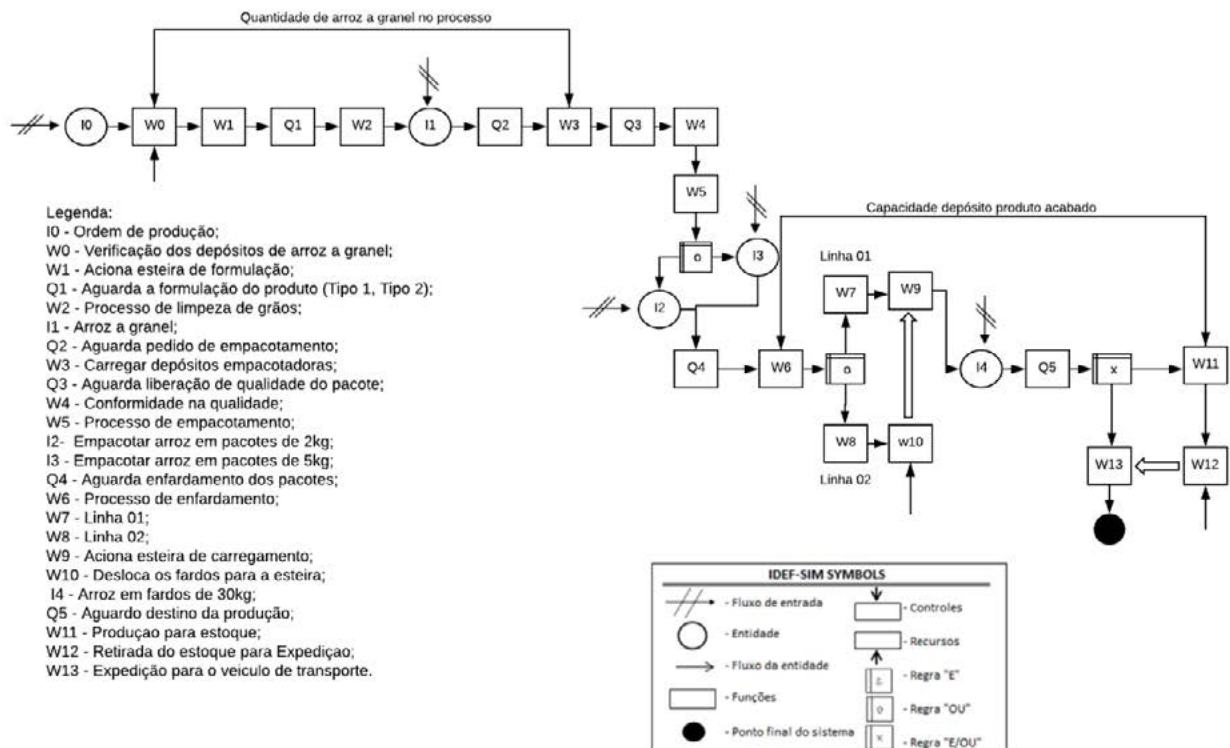 Quantidade de arroz a granel no processo
I0
W0
W1
Q1
W2
I1
Q2
W3
Q3
W4
W5
o
I3
I2
Capacidade depósito produto acabado
Linha 01
W7
W9
Q4
W6
o
I4
Q5
x
W11
W8
w10
Linha 02
W13
W12
Legenda:
I0 - Ordem de produção;
W0 - Verificação dos depósitos de arroz a granel;
W1 - Aciona esteira de formulação;
Q1 - Aguarda a formulação do produto (Tipo 1, Tipo 2);
W2 - Processo de limpeza de grãos;
I1 - Arroz a granel;
Q2 - Aguarda pedido de empacotamento;
W3 - Carregar depósitos empacotadoras;
Q3 - Aguarda liberação de qualidade do pacote;
W4 - Conformidade na qualidade;
W5 - Processo de empacotamento;
I2- Empacotar arroz em pacotes de 2kg;
I3 - Empacotar arroz em pacotes de 5kg;
Q4 - Aguarda enfardamento dos pacotes;
W6 - Processo de enfardamento;
W7 - Linha 01;
W8 - Linha 02;
W9 - Aciona esteira de carregamento;
W10 - Desloca os fardos para a esteira;
I4 - Arroz em fardos de 30kg;
Q5 - Aguardo destino da produção;
W11 - Produçao para estoque;
W12 - Retirada do estoque para Expediçao;
W13 - Expedição para o veiculo de transporte.
IDEF-SIM SYMBOLS
- Fluxo de entrada
- Controles
- Entidade
- Recursos
- Fluxo da entidade
- Regra "E"
- Funções
o
- Regra "OU"
- Ponto final do sistema
x
- Regra "E/OU"